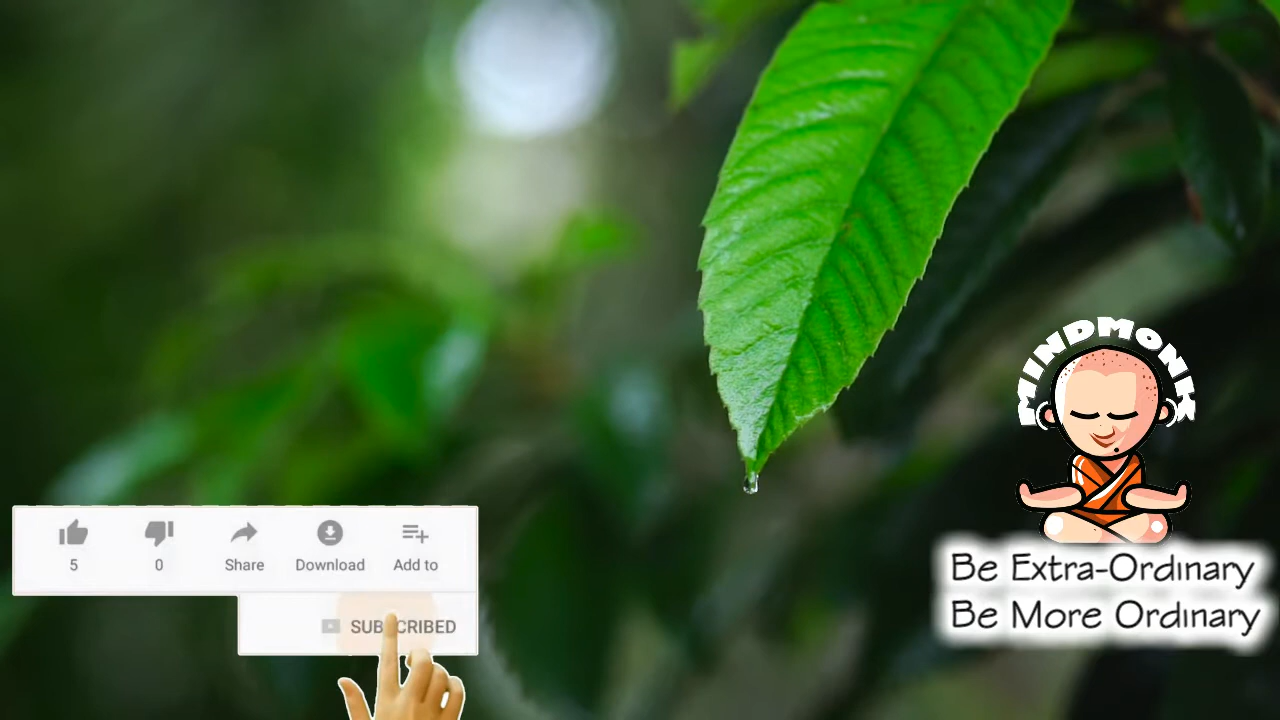 MINDMONK
5
0
Share
Download
Add to
SUBSCRIBED
Be Extra-Ordinary
Be More Ordinary